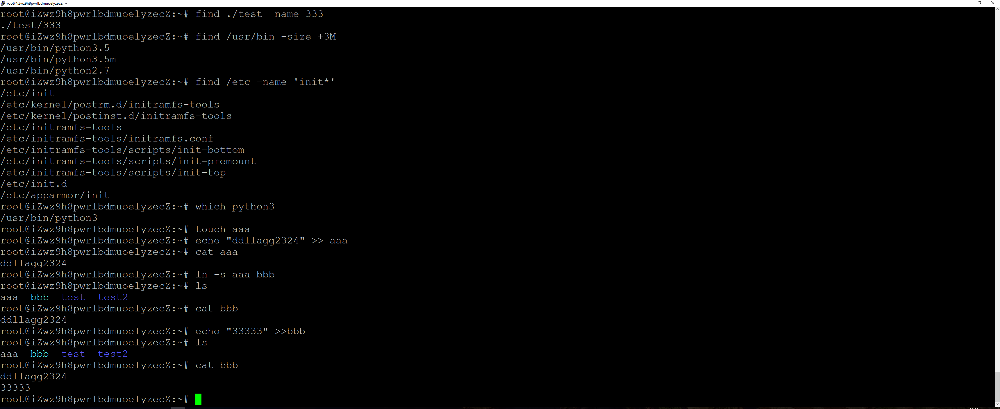 root@iZwz9h8pwrlbdmuoelyzecZ: ~
root@iZwz9h8pwrlbdmuoelyzecZ:~# find ./test -name 333
./test/333
root@iZwz9h8pwrlbdmuoelyzecZ:~# find /usr/bin -size +3M
/usr/bin/python3.5
/usr/bin/python3.5m
/usr/bin/python2.7
root@iZwz9h8pwrlbdmuoelyzecZ:~# find /etc -name 'init*'
/etc/init
/etc/kernel/postrm.d/initramfs-tools
/etc/kernel/postinst.d/initramfs-tools
/etc/initramfs-tools
/etc/initramfs-tools/initramfs.conf
/etc/initramfs-tools/scripts/init-bottom
/etc/initramfs-tools/scripts/init-premount
/etc/initramfs-tools/scripts/init-top
/etc/init.d
/etc/apparmor/init
root@iZwz9h8pwrlbdmuoelyzecZ:~# which python3
/usr/bin/python3
root@iZwz9h8pwrlbdmuoelyzecZ:~# touch aaa
root@iZwz9h8pwrlbdmuoelyzecZ:~# echo "ddllagg2324" >> aaa
root@iZwz9h8pwrlbdmuoelyzecZ:~# cat aaa
ddllagg2324
root@iZwz9h8pwrlbdmuoelyzecZ:~# ln -s aaa bbb
root@iZwz9h8pwrlbdmuoelyzecZ:~# ls
aaa  bbb  test  test2
root@iZwz9h8pwrlbdmuoelyzecZ:~# cat bbb
ddllagg2324
root@iZwz9h8pwrlbdmuoelyzecZ:~# echo "33333" >>bbb
root@iZwz9h8pwrlbdmuoelyzecZ:~# ls
aaa  bbb  test  test2
root@iZwz9h8pwrlbdmuoelyzecZ:~# cat bbb
ddllagg2324
33333
root@iZwz9h8pwrlbdmuoelyzecZ:~#